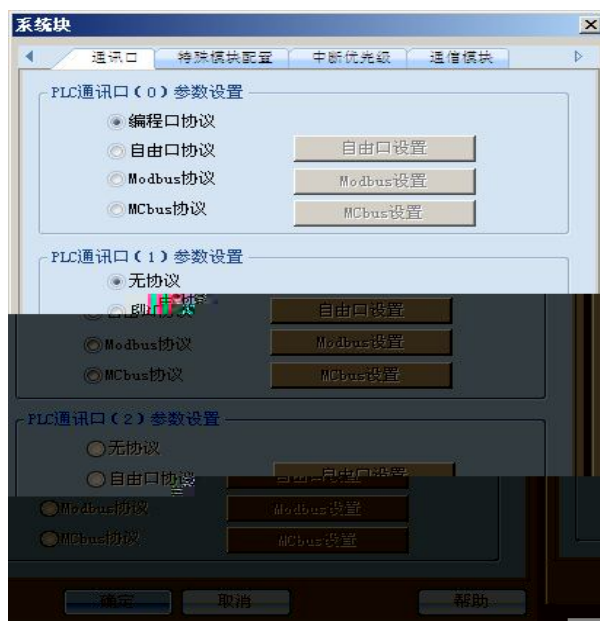 系统块
通讯口 特殊模块配置 中断优先级 通信模块
PLC通讯口(0)参数设置
编程口协议
自由口协议 自由口设置
Modbus协议 Modbus设置
MCbus协议 MCbus设置
PLC通讯口(1)参数设置
无协议
自由口设置
Modbus协议 Modbus设置
MCbus协议 MCbus设置
PLC通讯口(2)参数设置
无协议
自由口协议 自由口设置
Modbus协议 Modbus设置
MCbus协议 MCbus设置
确定 取消 帮助